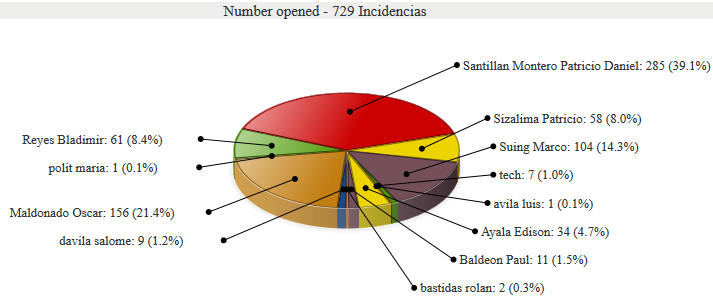 Number opened - 729 Incidencias
Santillan Montero Patricio Daniel: 285 (39.1%)
Sizalima Patricio: 58 (8.0%)
Reyes Bladimir: 61 (8.4%)
Suing Marco: 104 (14.3%)
polit maria: 1 (0.1%)
tech: 7 (1.0%)
avila luis: 1 (0.1%)
Maldonado Oscar: 156 (21.4%)
Ayala Edison: 34 (4.7%)
davila salome: 9 (1.2%)
Baldeon Paul: 11 (1.5%)
bastidas rolan: 2 (0.3%)